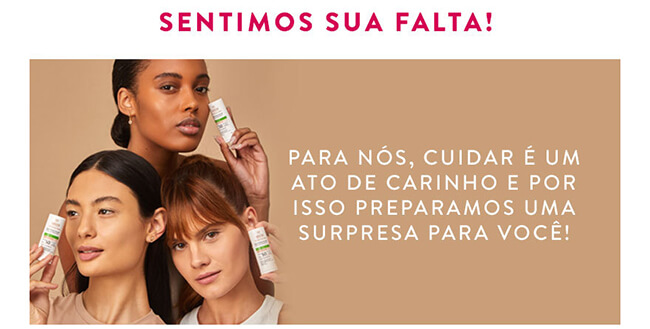 SENTIMOS SUA FALTA!
PARA NÓS, CUIDAR É UM
ATO DE CARINHO E POR
ISSO PREPARAMOS UMA
SURPRESA PARA VOCÊ!